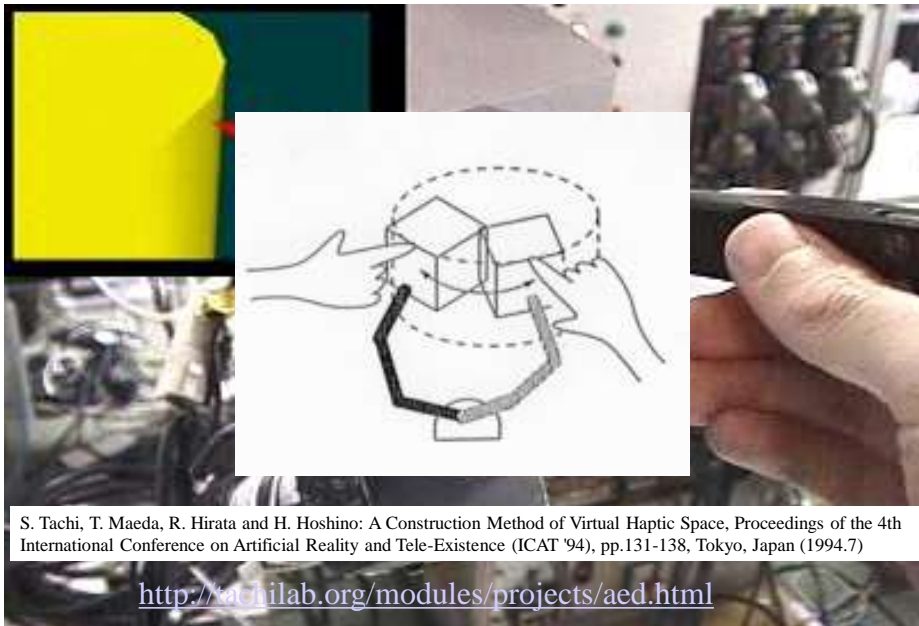 S. Tachi, T. Maeda, R. Hirata and H. Hoshino: A Construction Method of Virtual Haptic Space, Proceedings of the 4th
International Conference on Artificial Reality and Tele-Existence (ICAT '94), pp.131-138, Tokyo, Japan (1994.7)
http://tachilab.org/modules/projects/aed.html